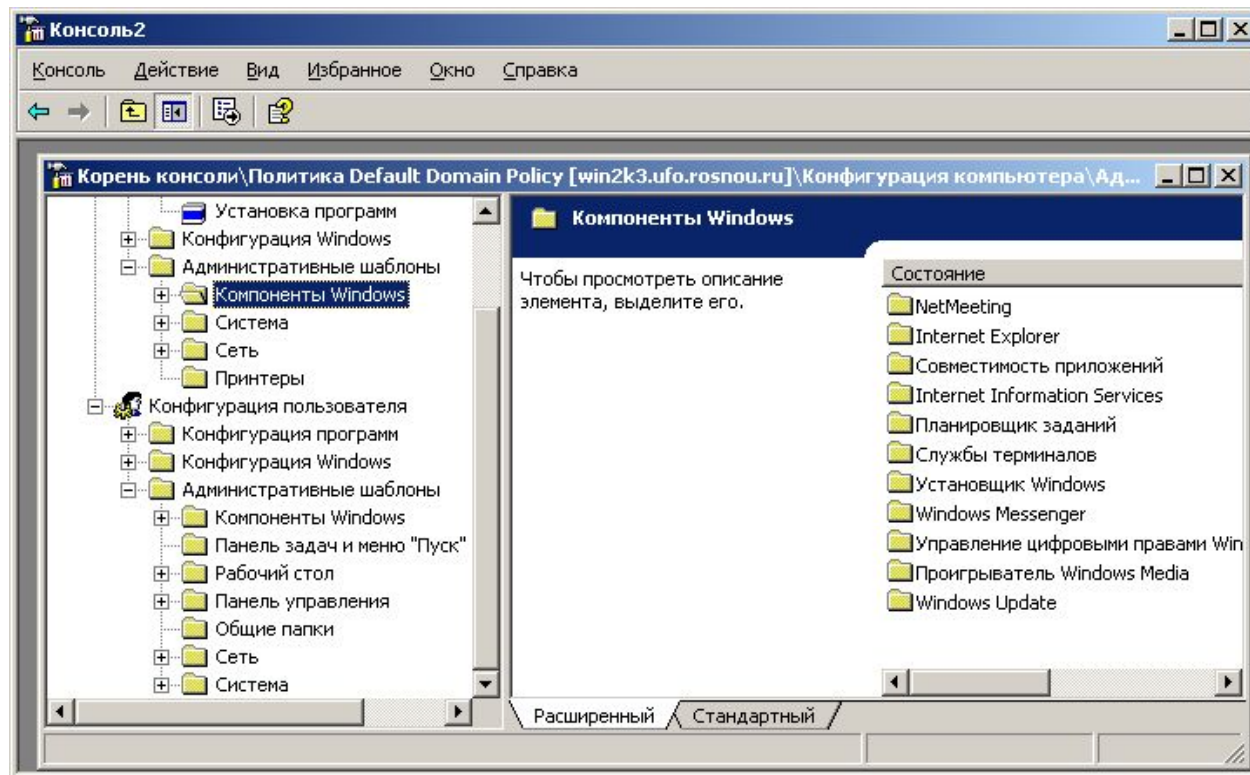 Консоль2
Консоль Действие Вид Избранное Окно Справка
Корень консоли\Политика Default Domain Policy [win2k3.ufo.rosnou.ru]\Конфигурация компьютера\Ад...
Установка программ
Конфигурация Windows
Административные шаблоны
Компоненты Windows
Система
Сеть
Принтеры
Конфигурация пользователя
Конфигурация программ
Конфигурация Windows
Административные шаблоны
Компоненты Windows
Панель задач и меню "Пуск"
Рабочий стол
Панель управления
Общие папки
Сеть
Система
Компоненты Windows
Чтобы просмотреть описание
элемента, выделите его.
Состояние
NetMeeting
Internet Explorer
Совместимость приложений
Internet Information Services
Планировщик заданий
Службы терминалов
Установщик Windows
Windows Messenger
Управление цифровыми правами Win
Проигрыватель Windows Media
Windows Update
Расширенный Стандартный